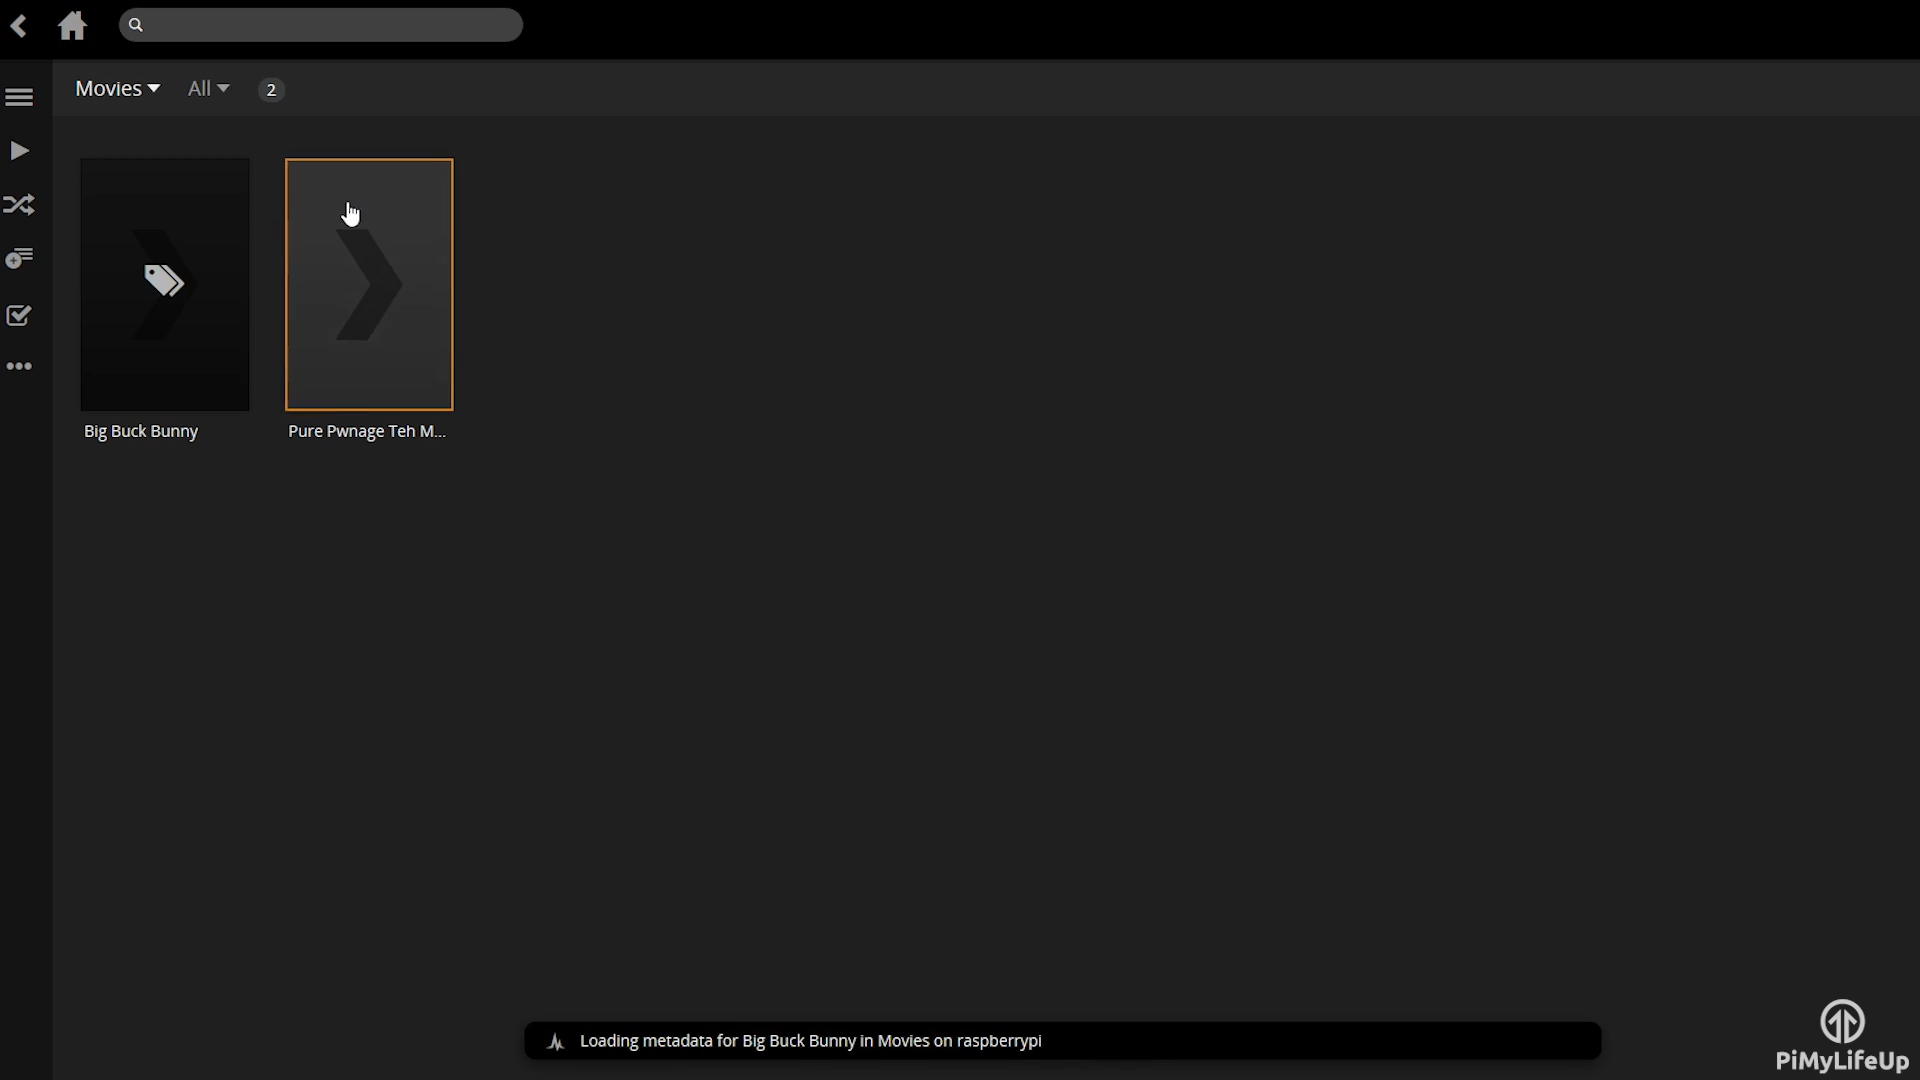 Movies All 2
Big Buck Bunny
Pure Pwnage Teh M...
Loading metadata for Big Buck Bunny in Movies on raspberrypi
PiMyLifeUp